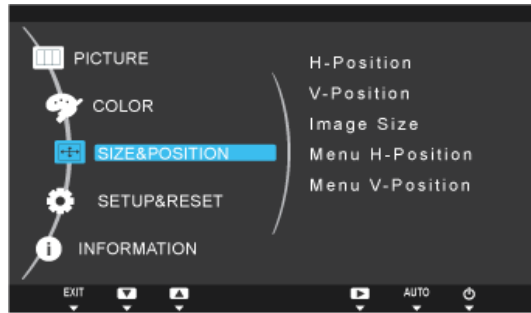 PICTURE
COLOR
SIZE&POSITION
SETUP&RESET
INFORMATION
H-Position
V-Position
Image Size
Menu H-Position
Menu V-Position
EXIT
AUTO